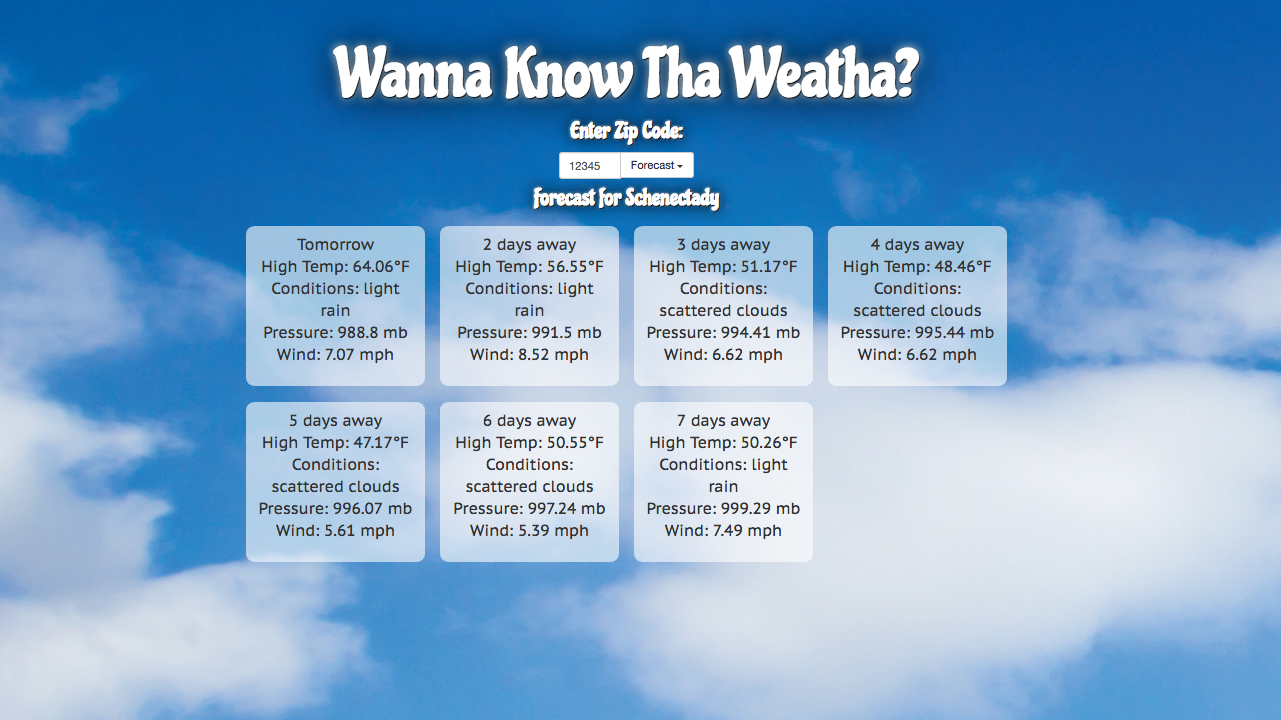 Wanna Know Tha Weatha?
Enter Zip Code:
12345 Forecast
Forecast for Schenectady
Tomorrow
High Temp: 64.06°F
Conditions: light
rain
Pressure: 988.8 mb
Wind: 7.07 mph
2 days away
High Temp: 56.55°F
Conditions: light
rain
Pressure: 991.5 mb
Wind: 8.52 mph
3 days away
High Temp: 51.17°F
Conditions:
scattered clouds
Pressure: 994.41 mb
Wind: 6.62 mph
4 days away
High Temp: 48.46°F
Conditions:
scattered clouds
Pressure: 995.44 mb
Wind: 6.62 mph
5 days away
High Temp: 47.17°F
Conditions:
scattered clouds
Pressure: 996.07 mb
Wind: 5.61 mph
6 days away
High Temp: 50.55°F
Conditions:
scattered clouds
Pressure: 997.24 mb
Wind: 5.39 mph
7 days away
High Temp: 50.26°F
Conditions: light
rain
Pressure: 999.29 mb
Wind: 7.49 mph